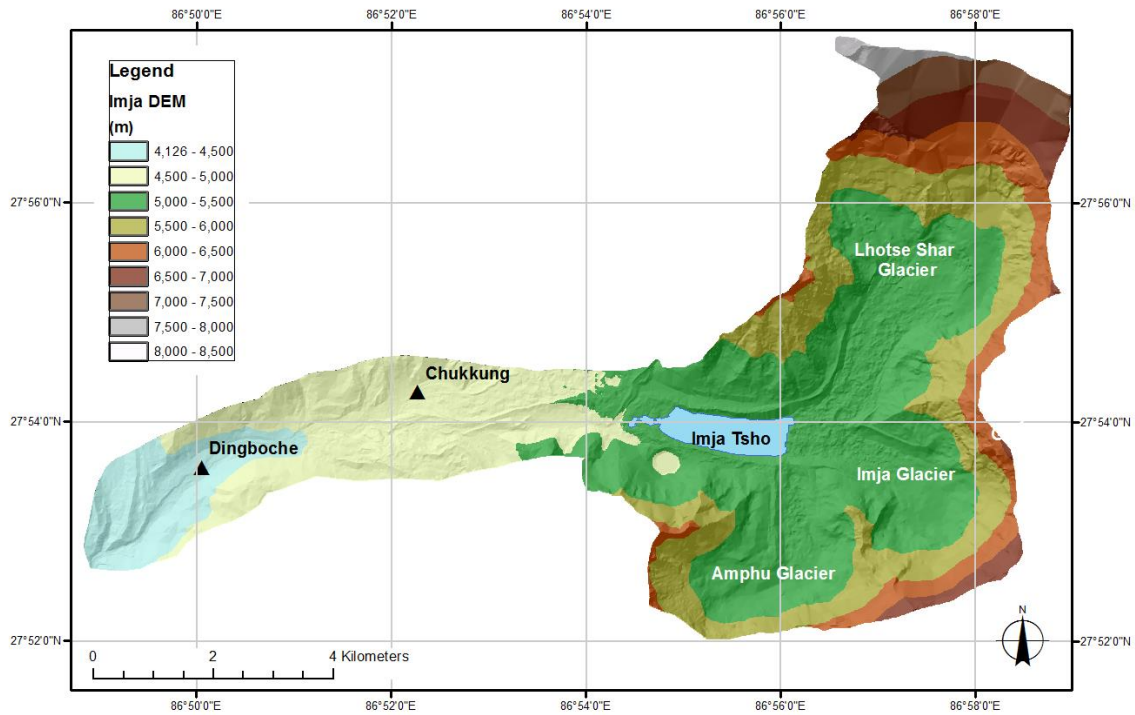 86°50'0"E
86°52'0"E
86°54'0"E
86°56'0"E
86°58'0"E
Legend
Imja DEM
(m)
4,126 - 4,500
4,500 - 5,000
5,000 - 5,500
5,500 - 6,000
6,000 - 6,500
6,500 - 7,000
7,000 - 7,500
7,500 - 8,000
8,000 - 8,500
27°56'0"N
27°56'0"N
Lhotse Shar
Glacier
Chukkung
27°54'0"N
27°54'0"N
Imja Tsho
Dingboche
Imja Glacier
Amphu Glacier
N
27°52'0"N
27°52'0"N
0
2
4 Kilometers
86°50'0"E
86°52'0"E
86°54'0"E
86°56'0"E
86°58'0"E